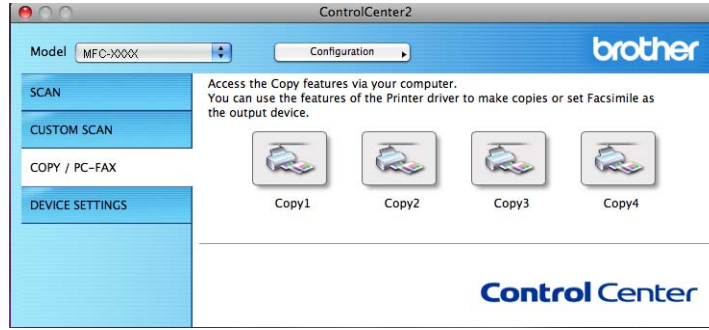 ControlCenter2
Model MFC-XXXX Configuration brother
SCAN
CUSTOM SCAN
COPY / PC-FAX
DEVICE SETTINGS
Access the Copy features via your computer.
You can use the features of the Printer driver to make copies or set Facsimile as
the output device.
Copy1 Copy2 Copy3 Copy4
Control Center